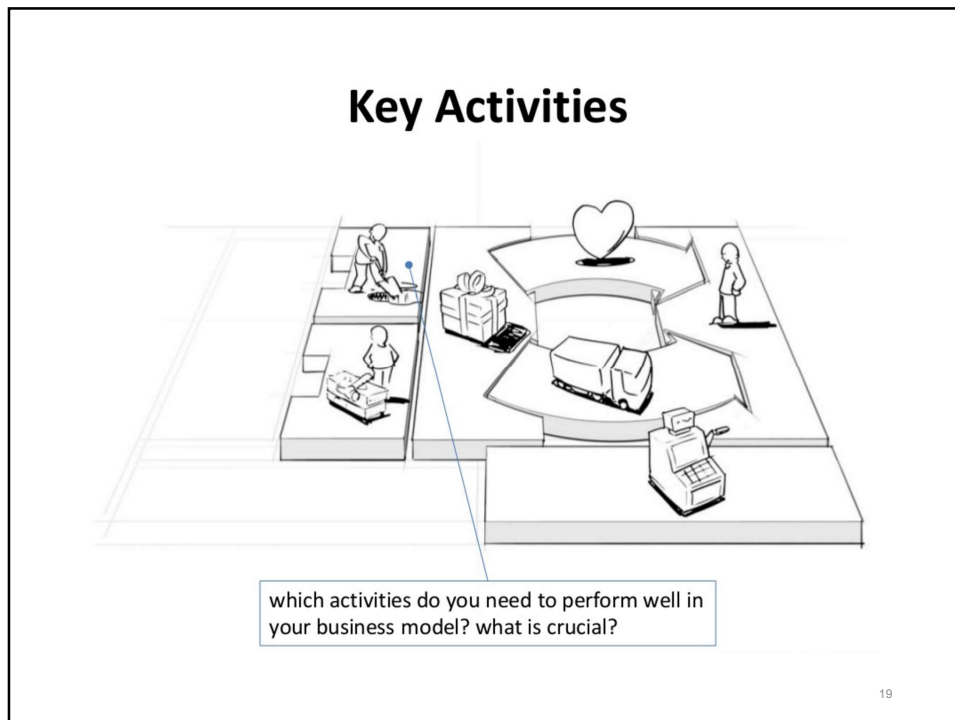 Key Activities
which activities do you need to perform well in
your business model? what is crucial?
19